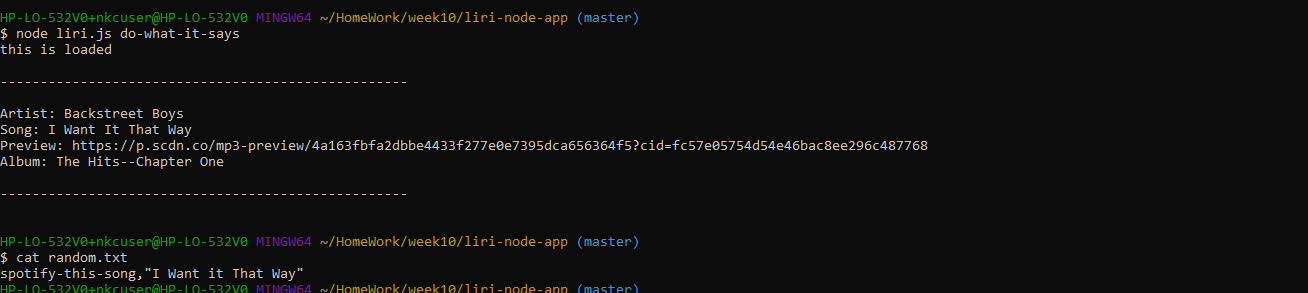 HP-LO-532V0+nkcuser@HP-LO-532V0 MINGW64 ~/HomeWork/week10/liri-node-app (master)
$ node liri.js do-what-it-says
this is loaded
---------------------------------------------------
Artist: Backstreet Boys
Song: I Want It That Way
Preview: https://p.scdn.co/mp3-preview/4a163fbfa2dbbe4433f277e0e7395dca656364f5?cid=fc57e05754d54e46bac8ee296c487768
Album: The Hits--Chapter One
---------------------------------------------------
HP-LO-532V0+nkcuser@HP-LO-532V0 MINGW64 ~/HomeWork/week10/liri-node-app (master)
$ cat random.txt
spotify-this-song,"I Want it That Way"
HP-LO-532V0+nkcuser@HP-LO-532V0 MINGW64 ~/HomeWork/week10/liri-node-app (master)